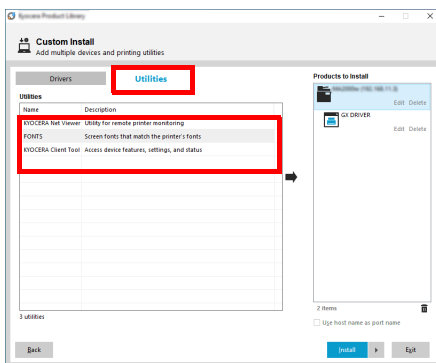 Kyocera Product Library
Custom Install
Add multiple devices and printing utilities
Drivers
Utilities
Utilities
Name Description
KYOCERA Net Viewer Utility for remote printer monitoring
FONTS Screen fonts that match the printer's fonts
KYOCERA Client Tool Access device features, settings, and status
3 utilities
Products to Install
Edit Delete
GX DRIVER
Edit Delete
2 items
Use host name as port name
Back
Install
Exit